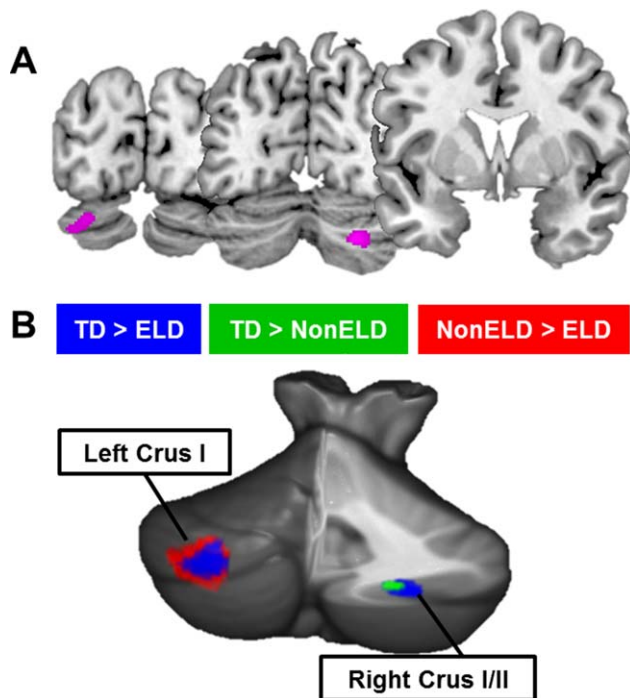 A
B
TD > ELD
TD > NonELD
NonELD > ELD
Left Crus I
Right Crus I/II